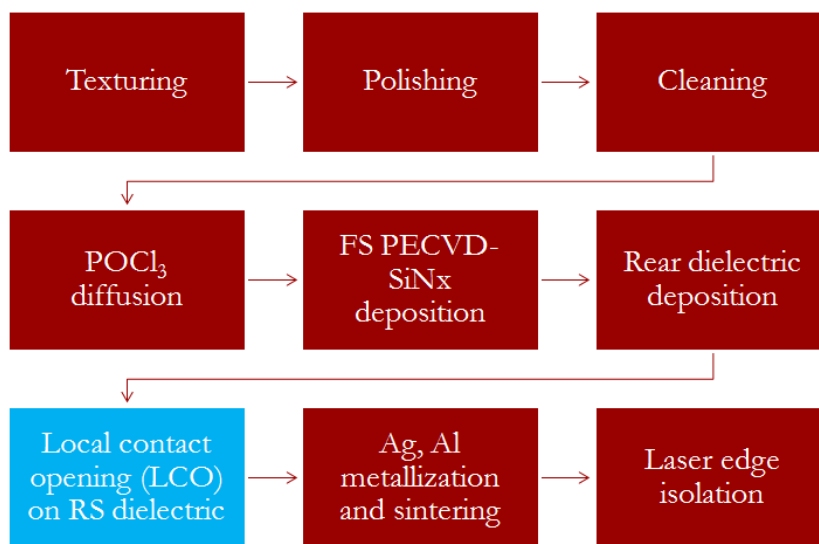 Texturing
Polishing
Cleaning
POCl₃
diffusion
FS PECVD-
SiNx
deposition
Rear dielectric
deposition
Local contact
opening (LCO)
on RS dielectric
Ag, Al
metallization
and sintering
Laser edge
isolation